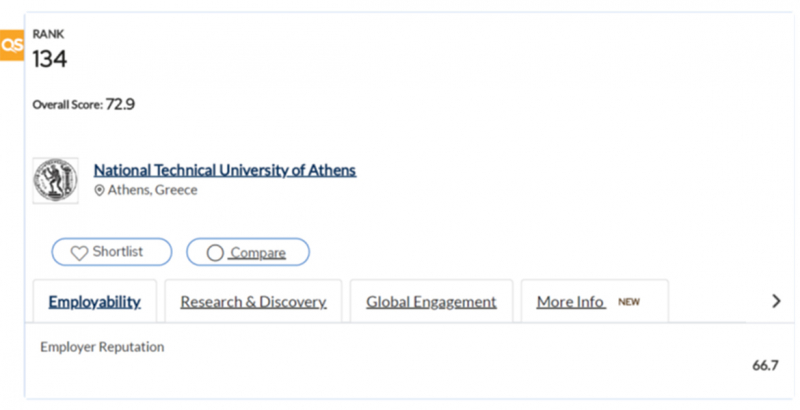 QS
RANK
134
Overall Score: 72.9
National Technical University of Athens
Athens, Greece
Shortlist
Compare
Employability Research & Discovery Global Engagement More Info NEW
Employer Reputation
66.7